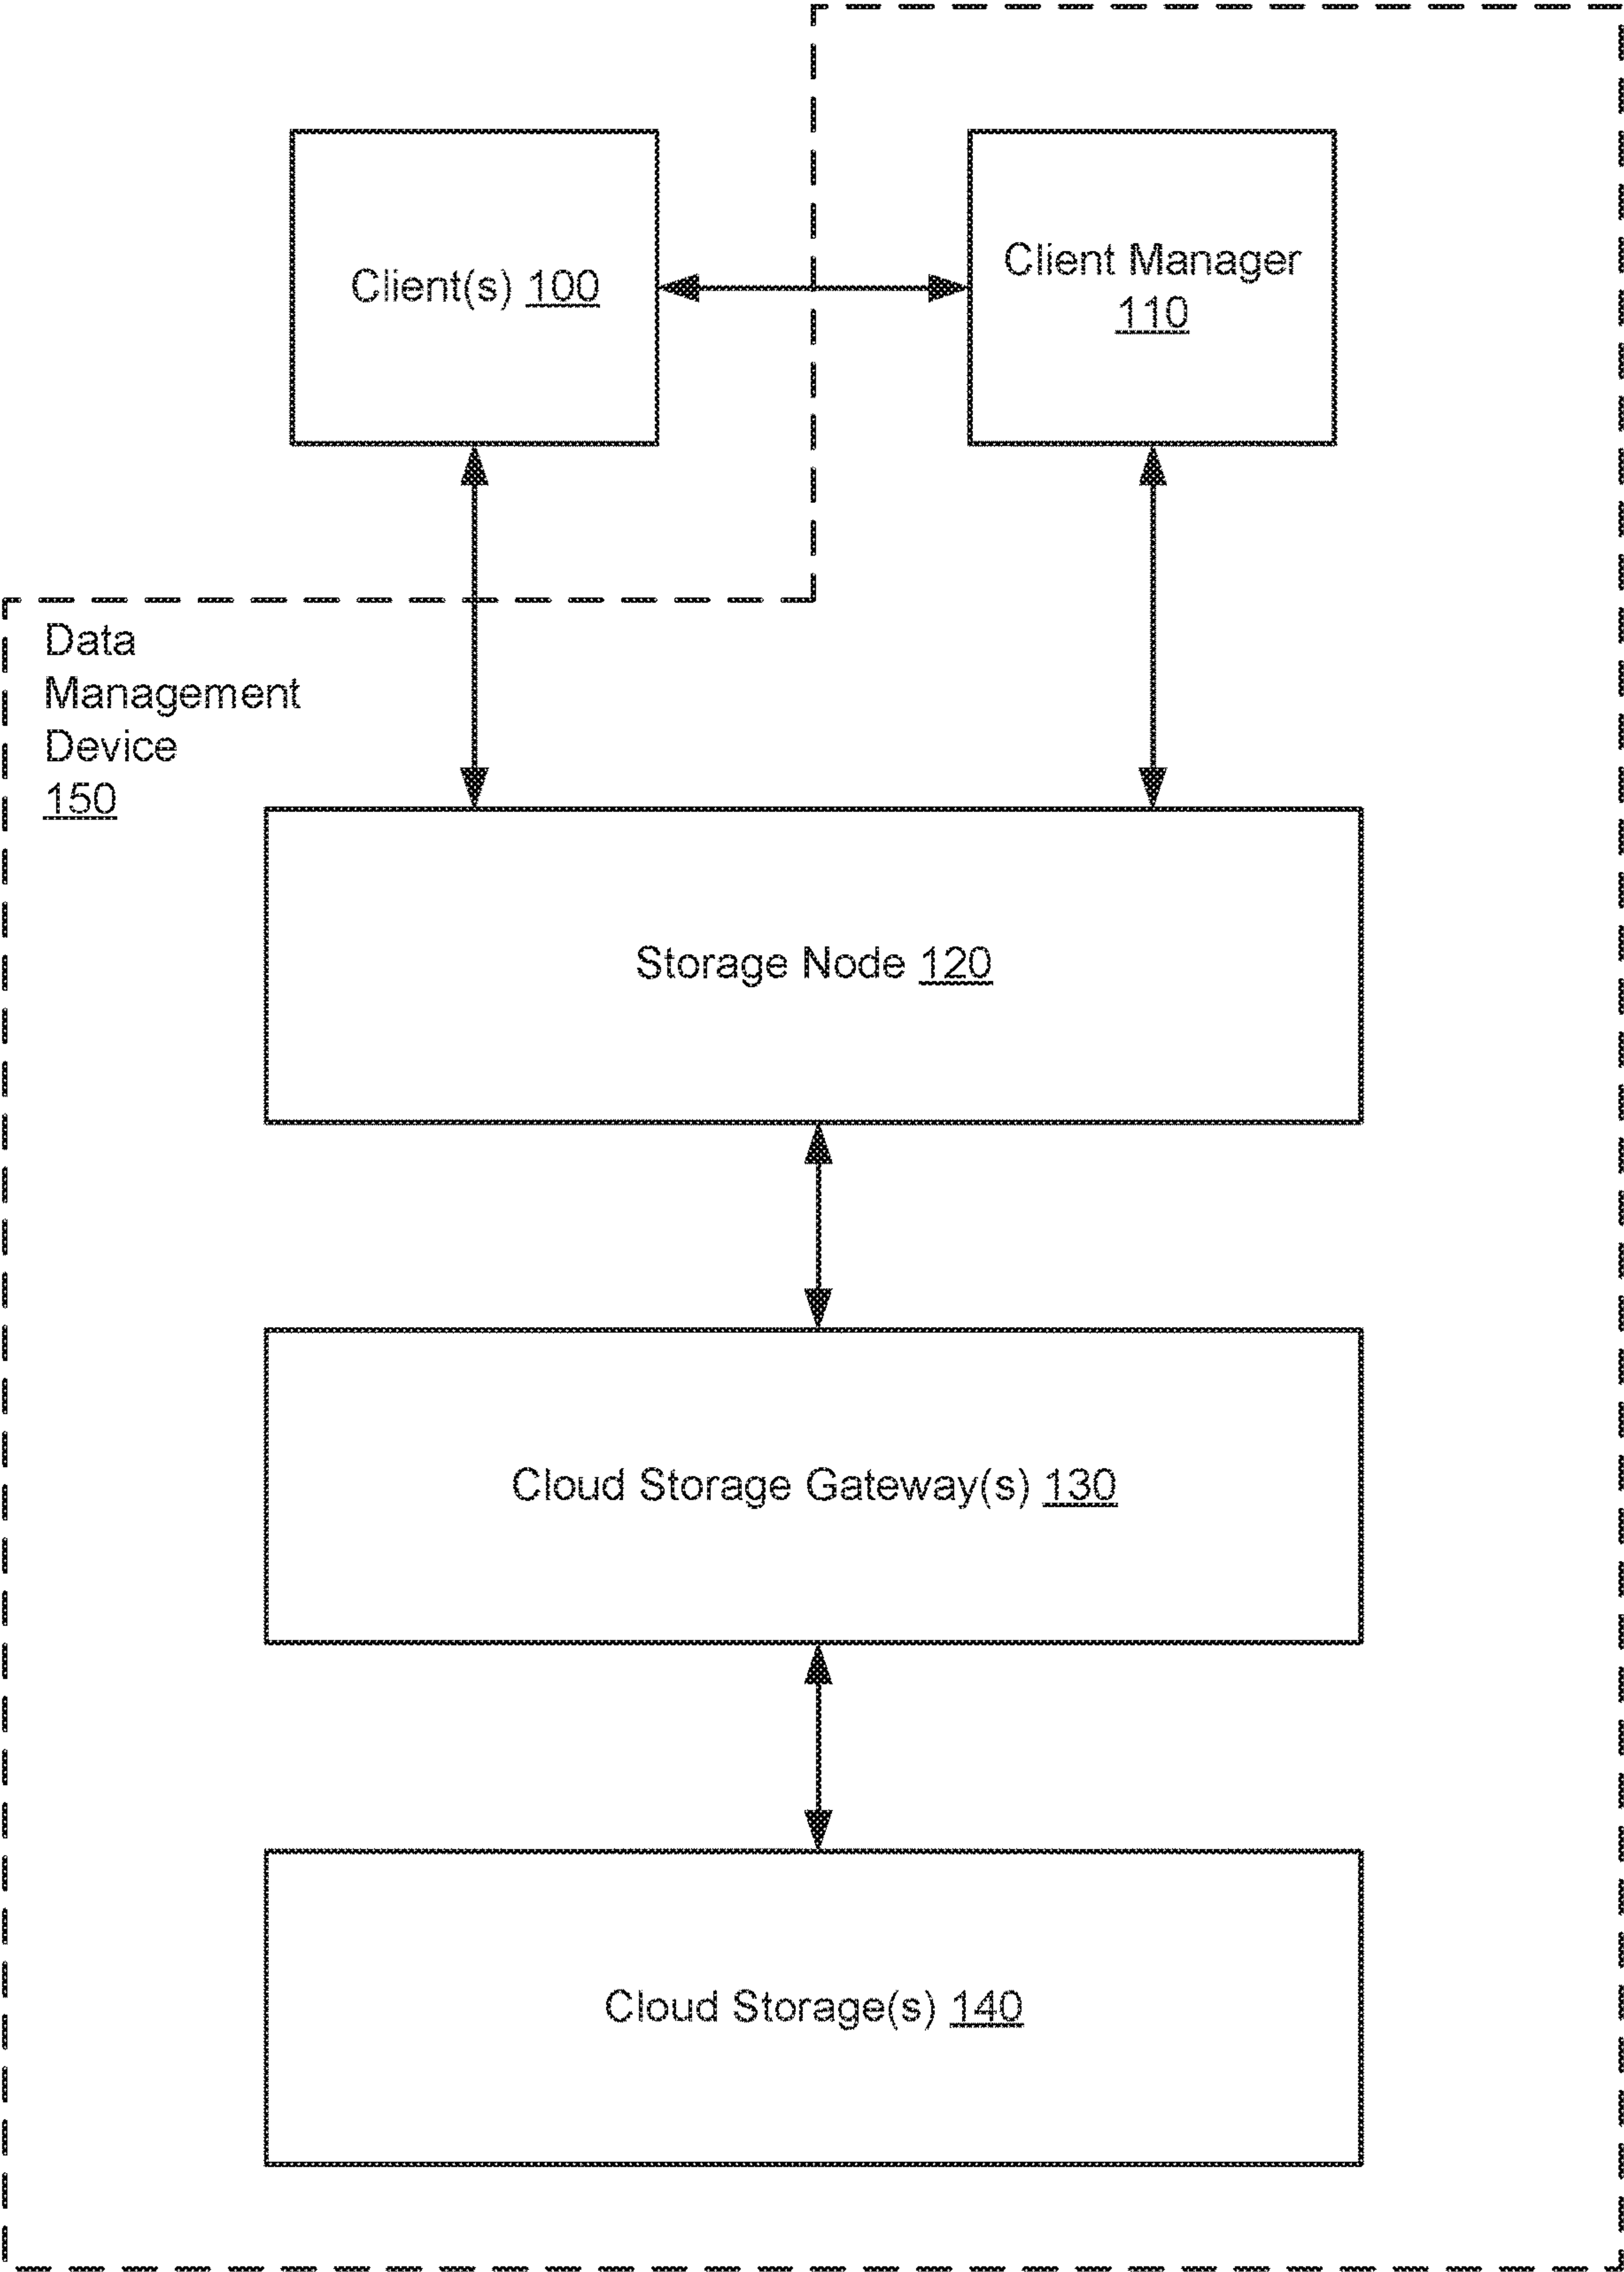 Client(s) 100
Client Manager
110
Data
Management
Device
150
Storage Node 120
Cloud Storage Gateway(s) 130
Cloud Storage(s) 140